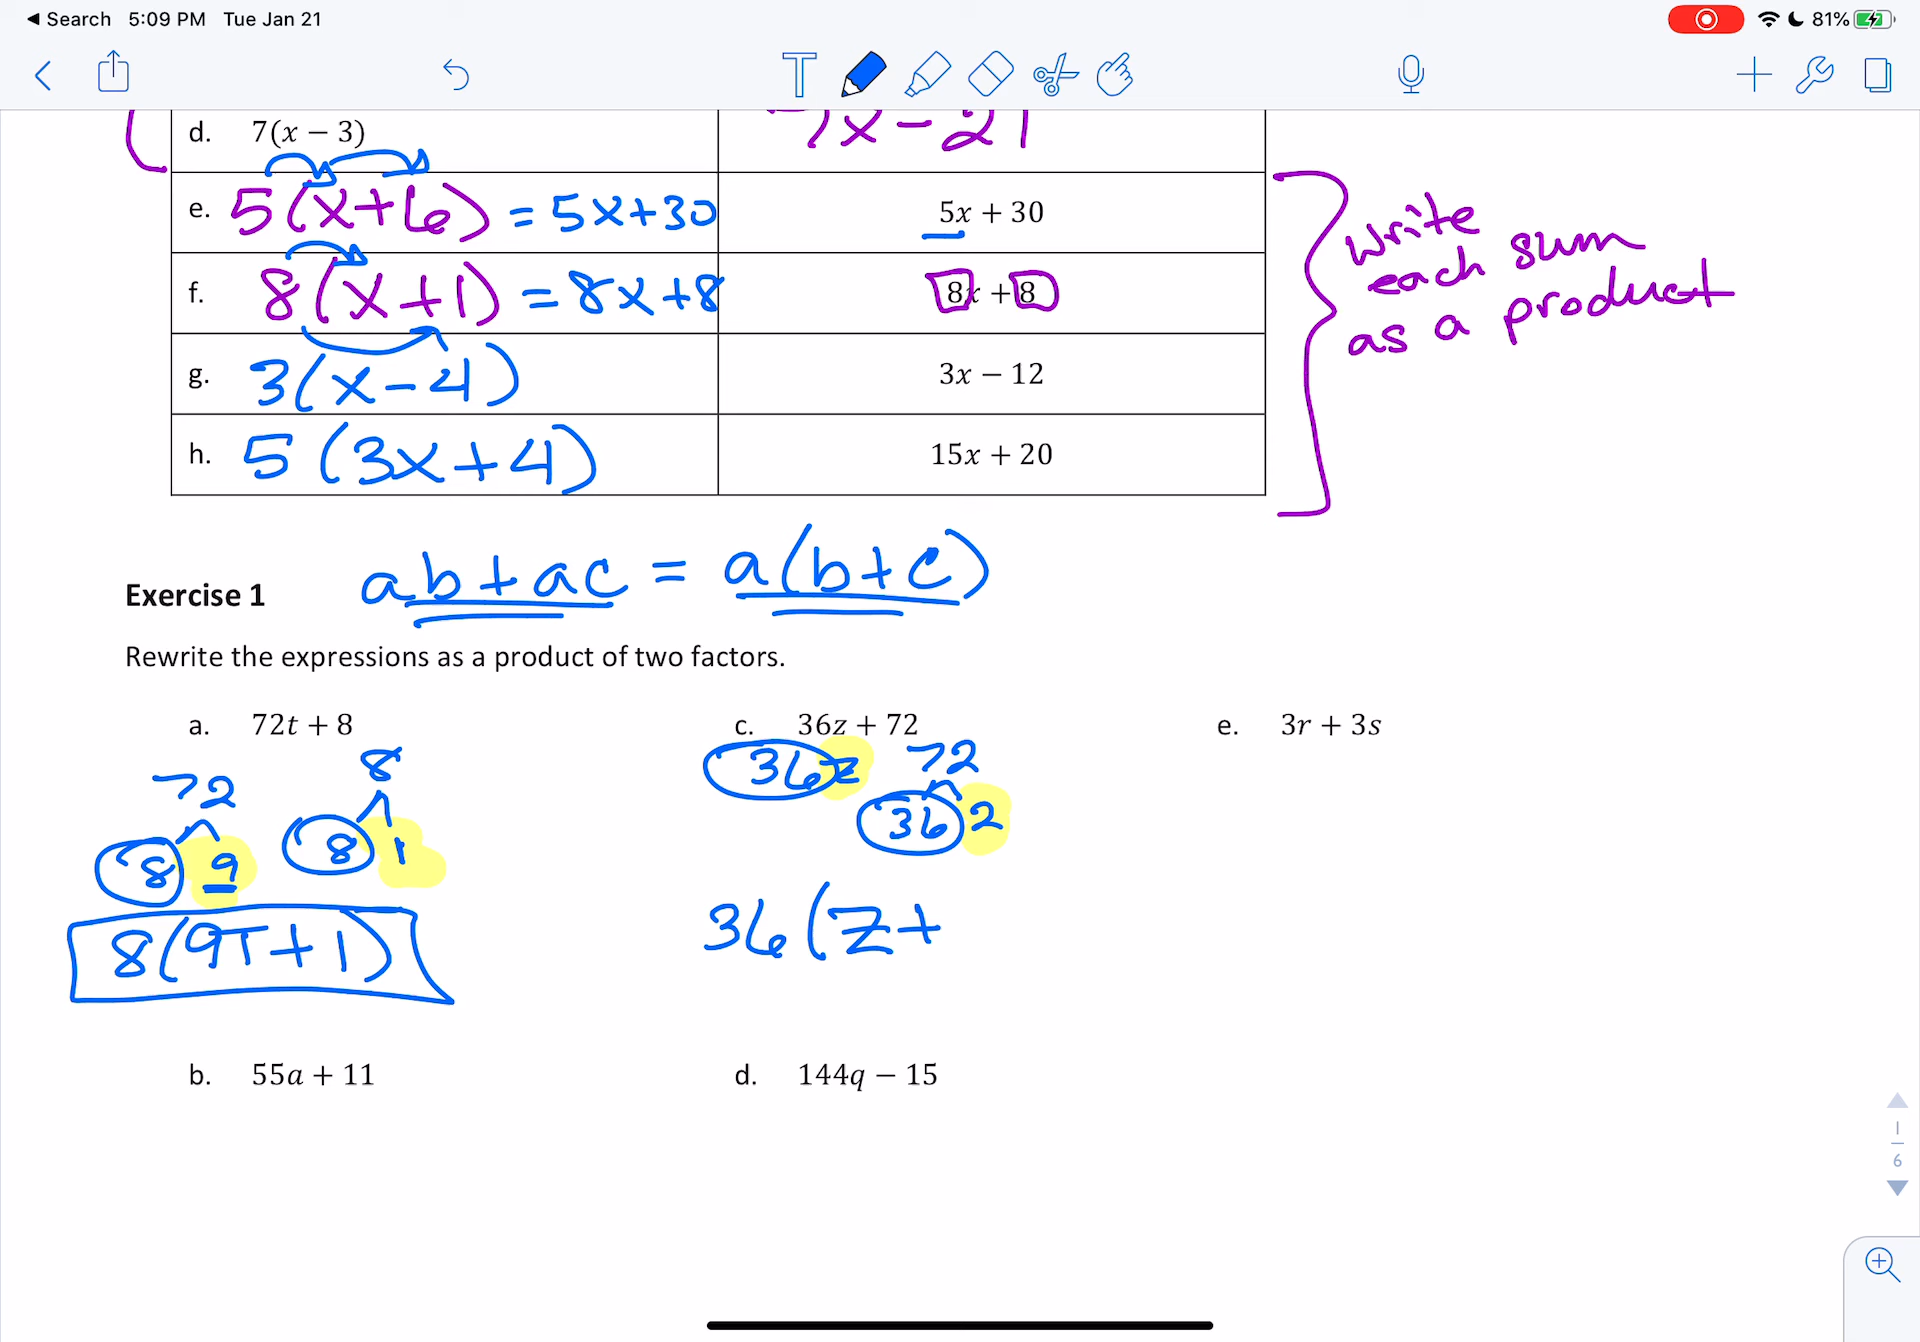 Search 5:09 PM Tue Jan 21 81%
T
d. 7(x − 3) 7x − 21
e. 5(x+6) = 5x+30 5x + 30
f. 8(x+1) = 8x+8 8x + 8
g. 3(x−4) 3x − 12
h. 5(3x+4) 15x + 20
Write
each sum
as a product
Exercise 1 ab+ac = a(b+c)
Rewrite the expressions as a product of two factors.
a. 72t + 8 c. 36z + 72 e. 3r + 3s
72 8 36z 72
8 9 8 1 36 2
8(9T+1) 36(z+
b. 55a + 11 d. 144q − 15
1
6